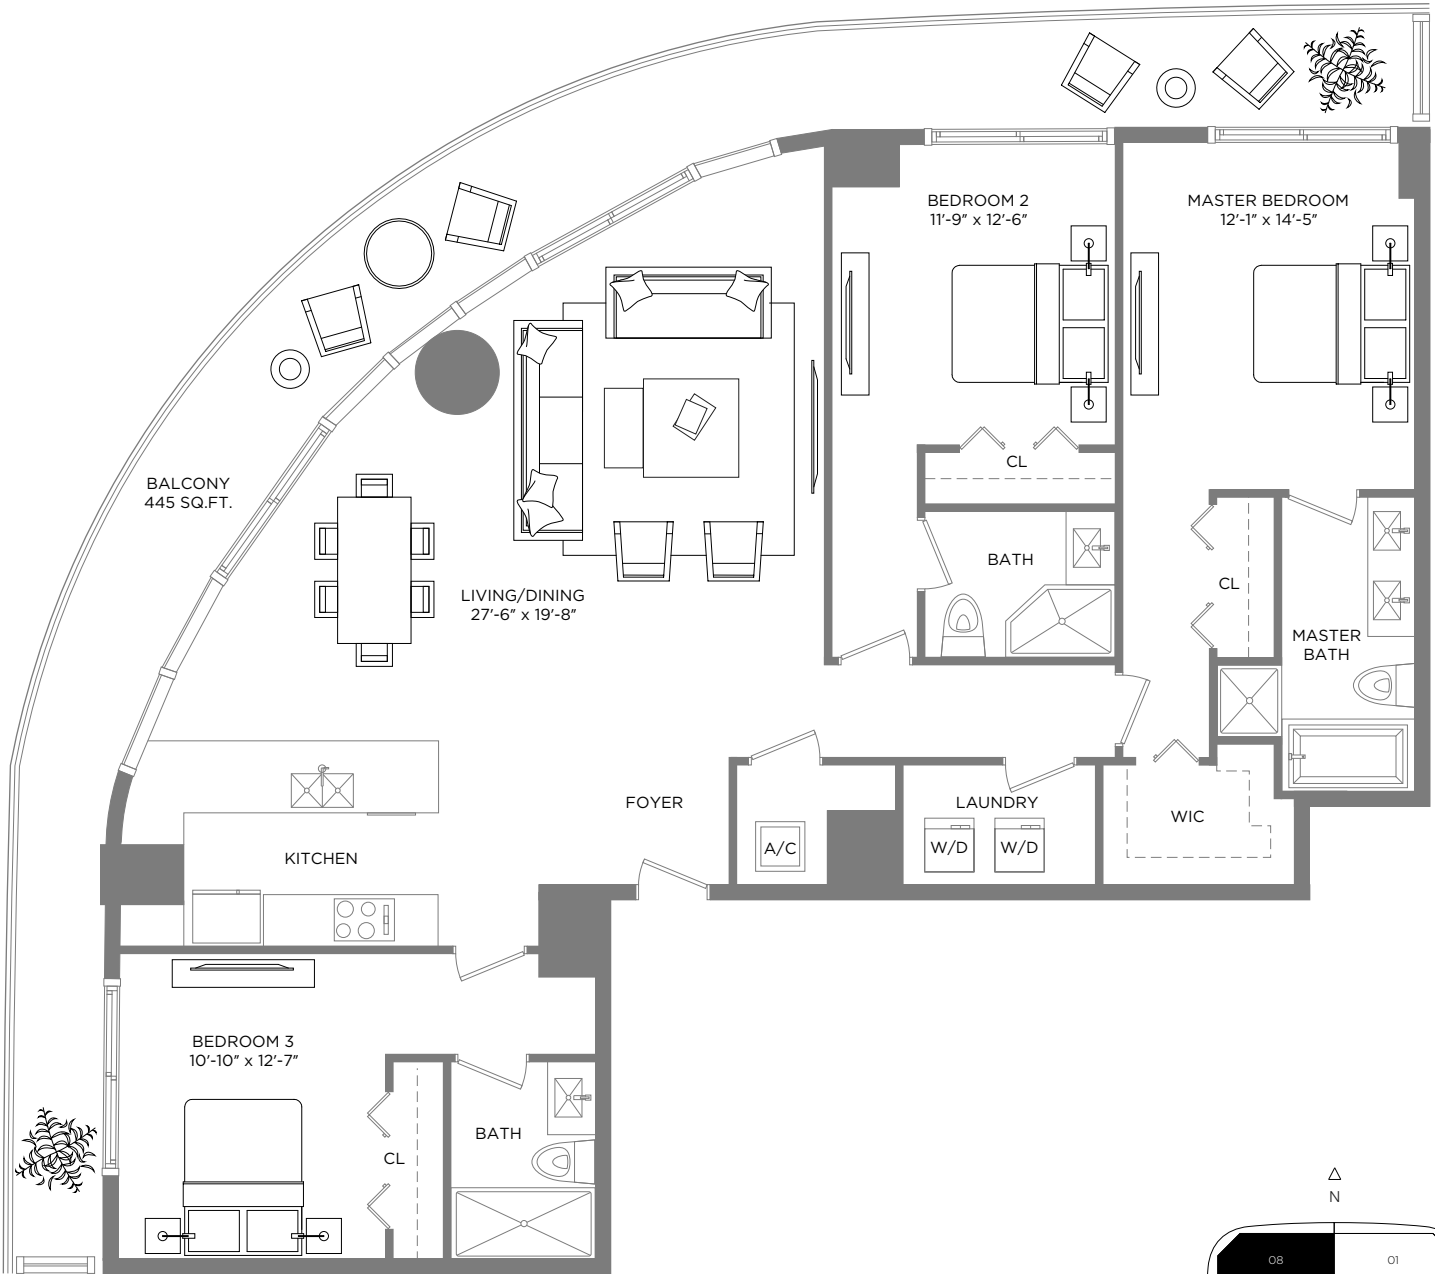 BEDROOM 2
11'-9" x 12'-6"
MASTER BEDROOM
12'-1" x 14'-5"
CL
BALCONY
445 SQ.FT.
BATH
LIVING/DINING
27'-6" x 19'-8"
CL
MASTER
BATH
FOYER
LAUNDRY
WIC
A/C
W/D
W/D
KITCHEN
BEDROOM 3
10'-10" x 12'-7"
BATH
CL
N
08
01